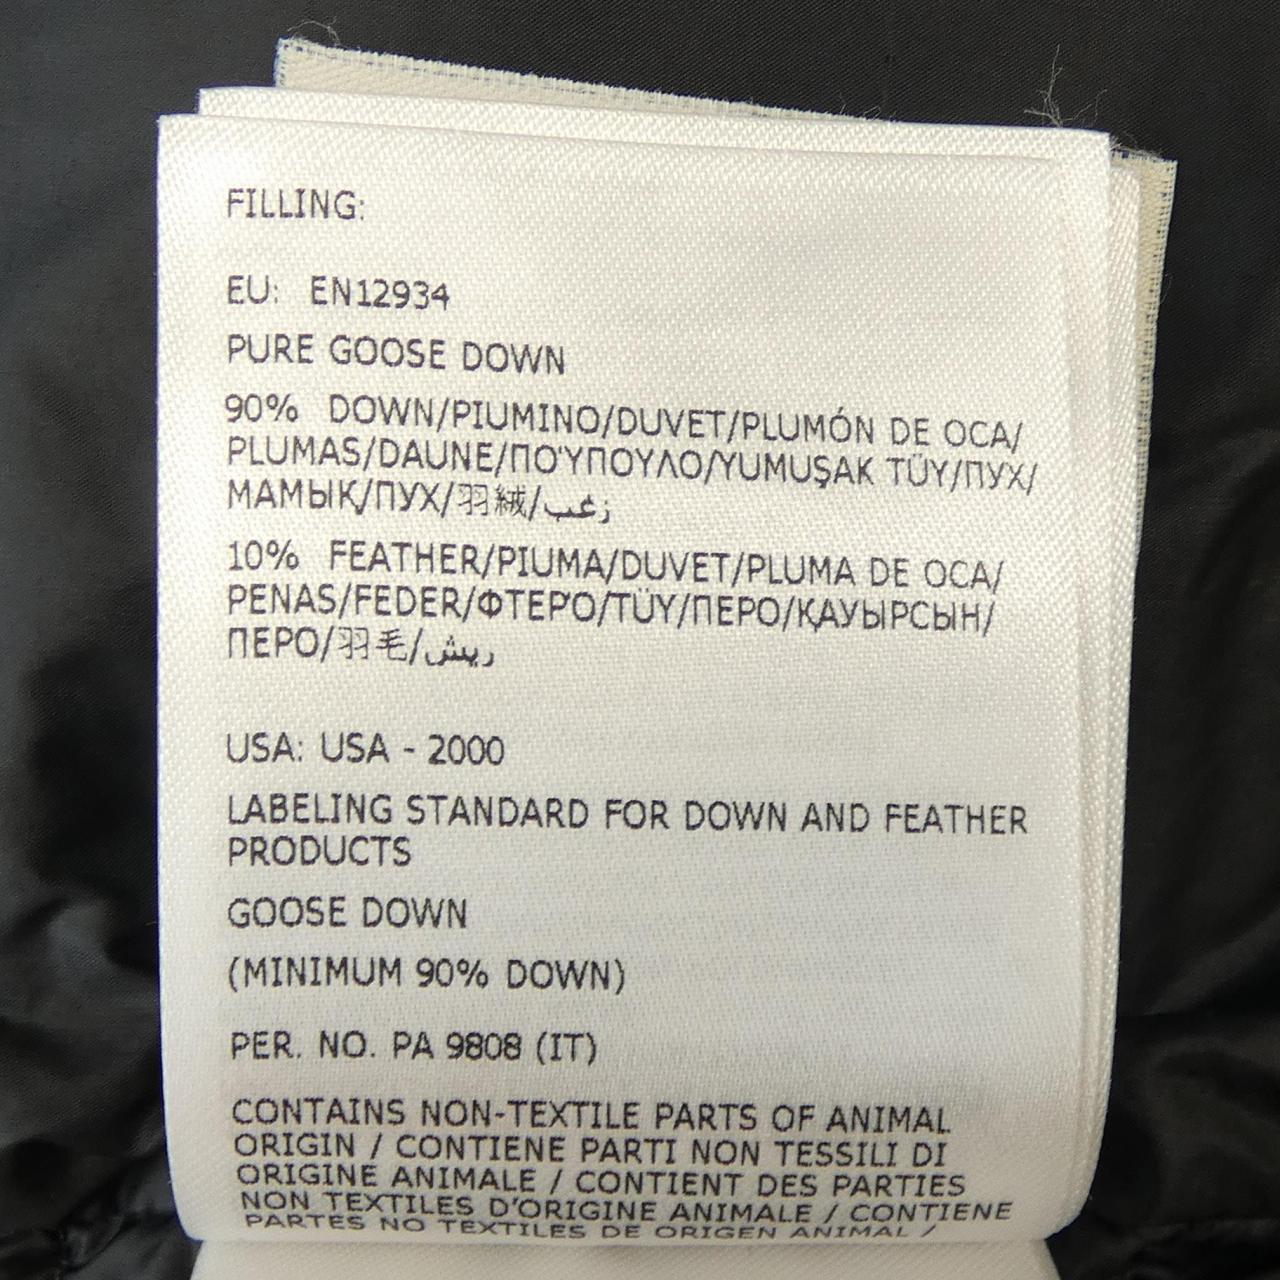 FILLING:
EU: EN12934
PURE GOOSE DOWN
90% DOWN/PIUMINO/DUVET/PLUMÓN DE OCA/
PLUMAS/DAUNE/ΠΟΎΠΟΥΛΟ/YUMUŞAK TÜY/ПУХ/
МАМЫҚ/ПУХ/羽絨/زغب
10% FEATHER/PIUMA/DUVET/PLUMA DE OCA/
PENAS/FEDER/ΦΤΕΡΌ/TÜY/ПЕРО/ҚАУЫРСЫН/
ПЕРО/羽毛/ريش
USA: USA - 2000
LABELING STANDARD FOR DOWN AND FEATHER
PRODUCTS
GOOSE DOWN
(MINIMUM 90% DOWN)
PER. NO. PA 9808 (IT)
CONTAINS NON-TEXTILE PARTS OF ANIMAL
ORIGIN / CONTIENE PARTI NON TESSILI DI
ORIGINE ANIMALE / CONTIENT DES PARTIES
NON TEXTILES D'ORIGINE ANIMALE / CONTIENE
PARTES NO TEXTILES DE ORIGEN ANIMAL /